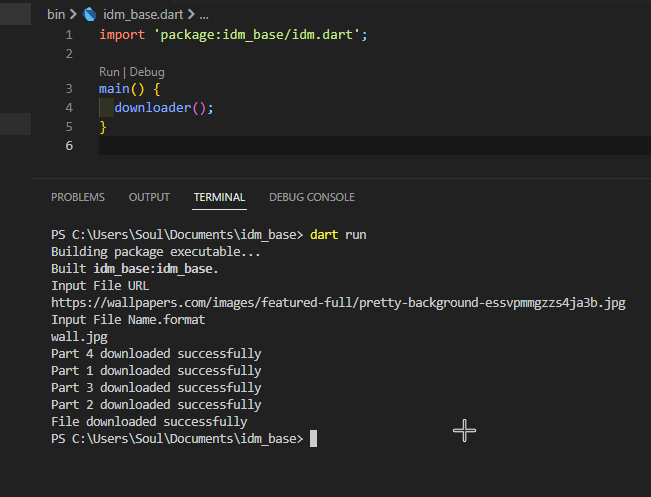 bin > idm_base.dart > ...
1 import 'package:idm_base/idm.dart';
2
Run | Debug
3 main() {
4 downloader();
5 }
6
PROBLEMS OUTPUT TERMINAL DEBUG CONSOLE
PS C:\Users\Soul\Documents\idm_base> dart run
Building package executable...
Built idm_base:idm_base.
Input File URL
https://wallpapers.com/images/featured-full/pretty-background-essvpmmgzzs4ja3b.jpg
Input File Name.format
wall.jpg
Part 4 downloaded successfully
Part 1 downloaded successfully
Part 3 downloaded successfully
Part 2 downloaded successfully
File downloaded successfully
PS C:\Users\Soul\Documents\idm_base>